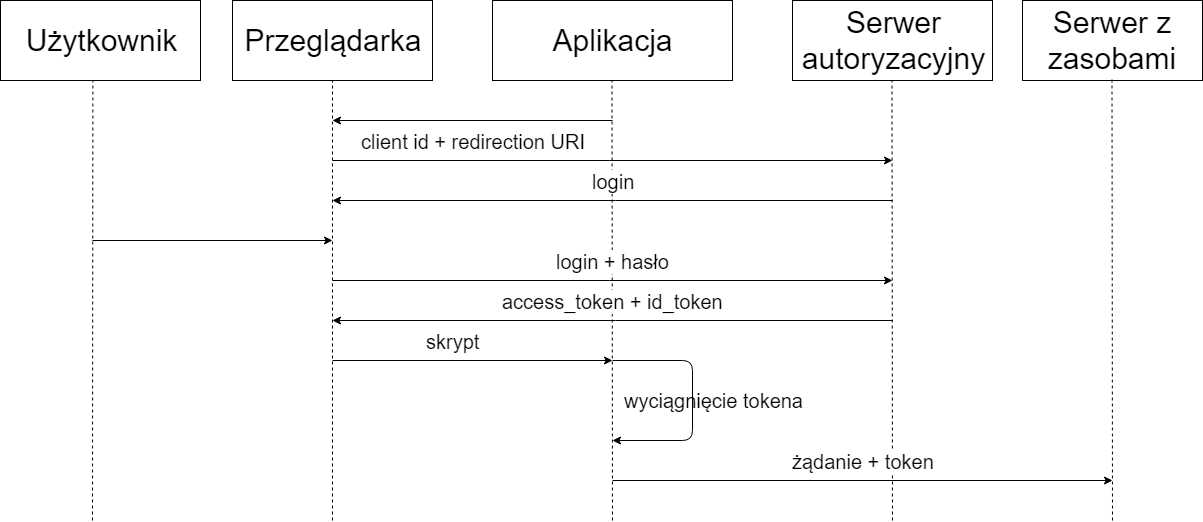 Użytkownik
Przeglądarka
Aplikacja
Serwer
autoryzacyjny
Serwer z
zasobami
client id + redirection URI
login
login + hasło
access_token + id_token
skrypt
wyciągnięcie tokena
żądanie + token